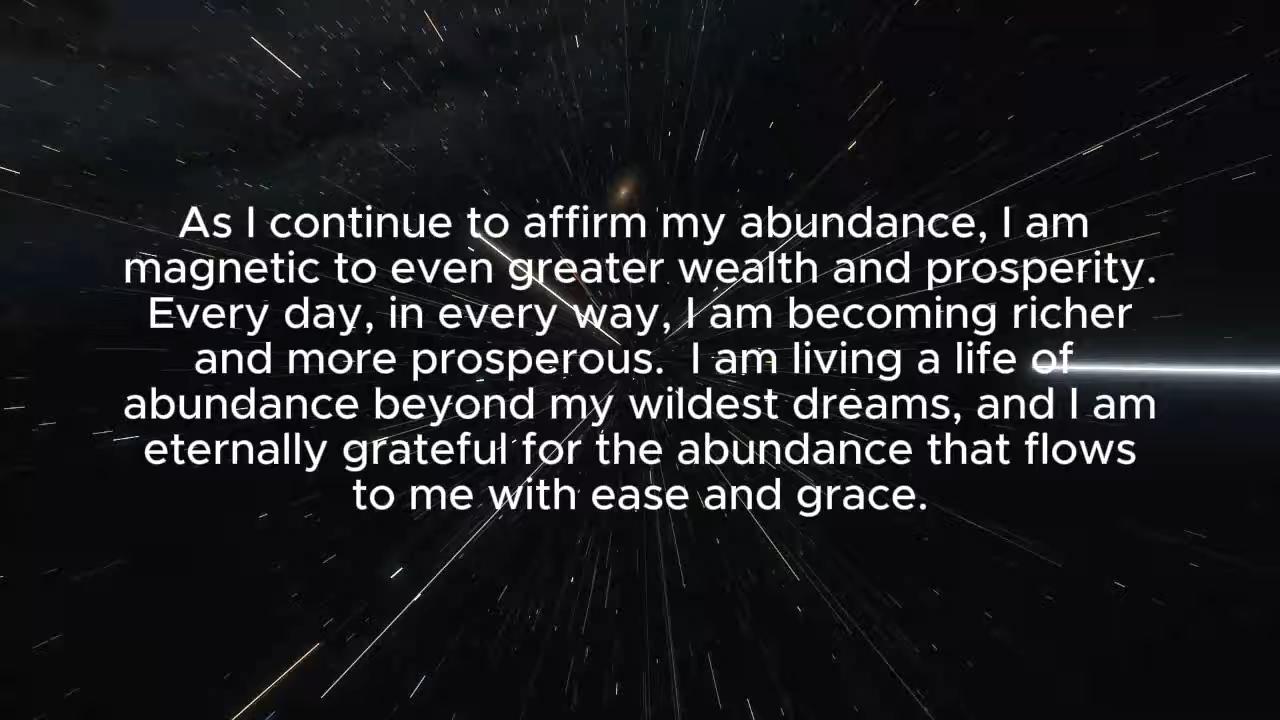 As I continue to affirm my abundance, I am
magnetic to even greater wealth and prosperity.
Every day, in every way, I am becoming richer
and more prosperous.  I am living a life of
abundance beyond my wildest dreams, and I am
eternally grateful for the abundance that flows
to me with ease and grace.